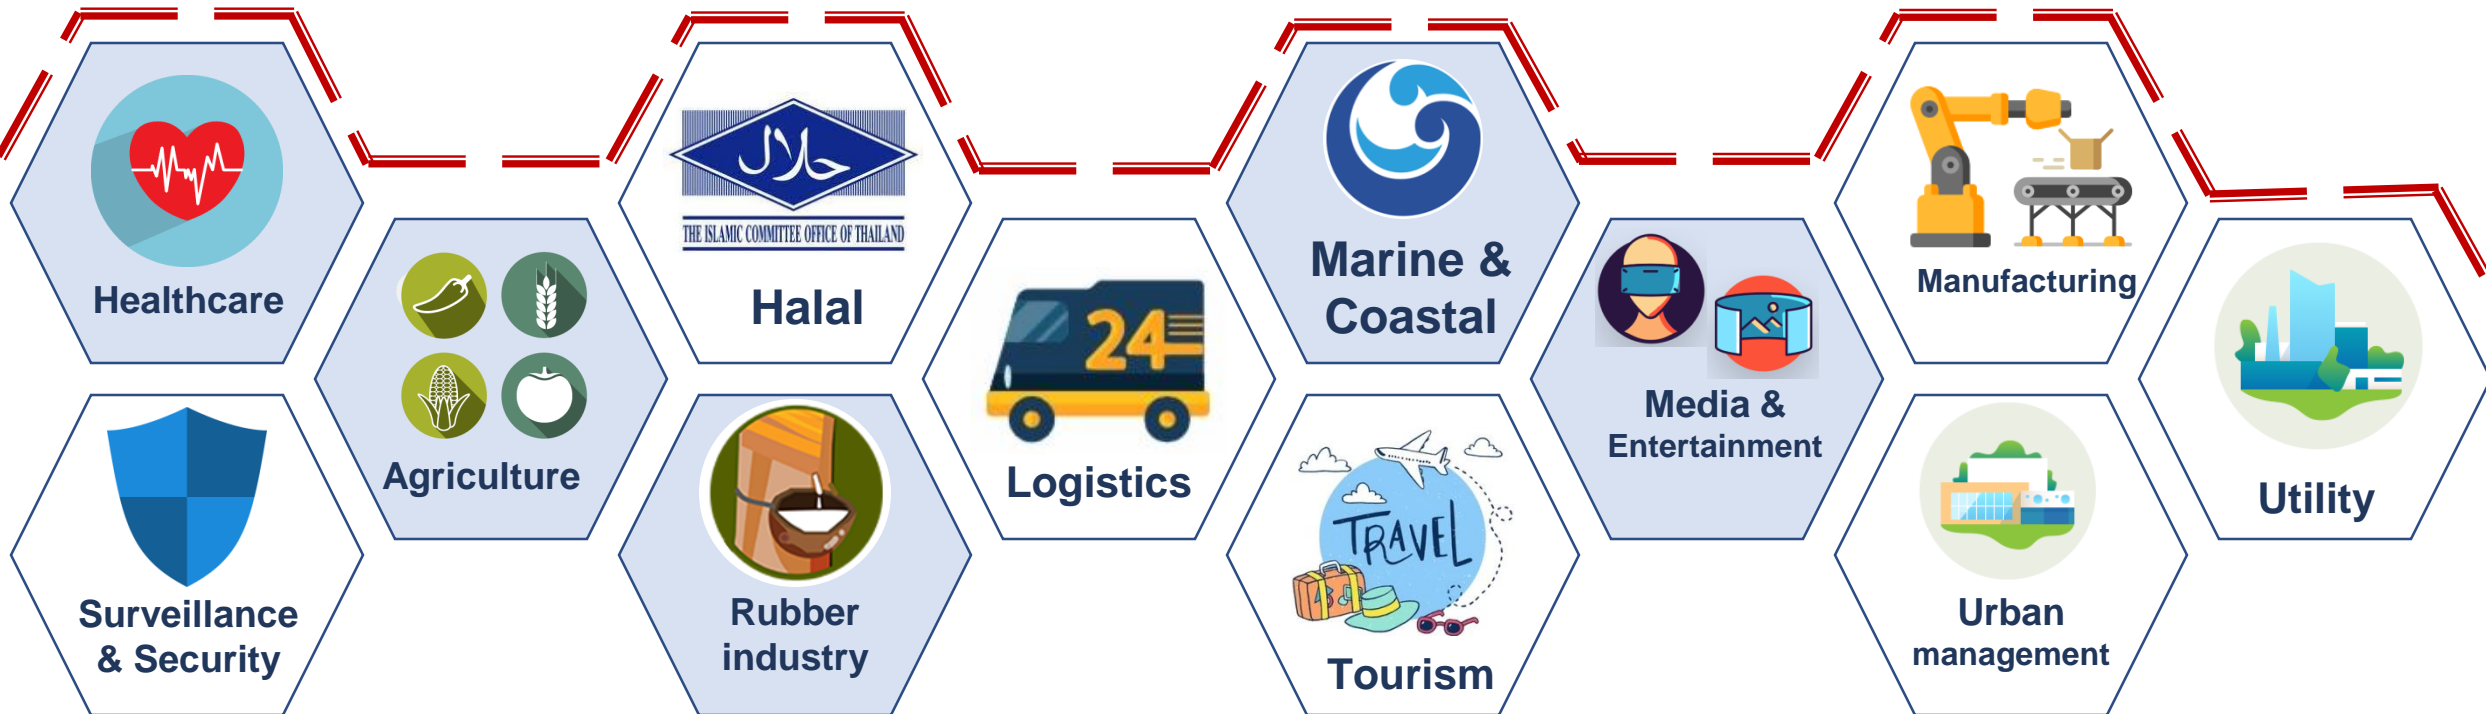 حلال
THE ISLAMIC COMMITTEE OFFICE OF THAILAND
Healthcare
Halal
Marine &
Coastal
Manufacturing
Agriculture
24
Logistics
Media &
Entertainment
Utility
Surveillance
& Security
Rubber
industry
TRAVEL
Tourism
Urban
management